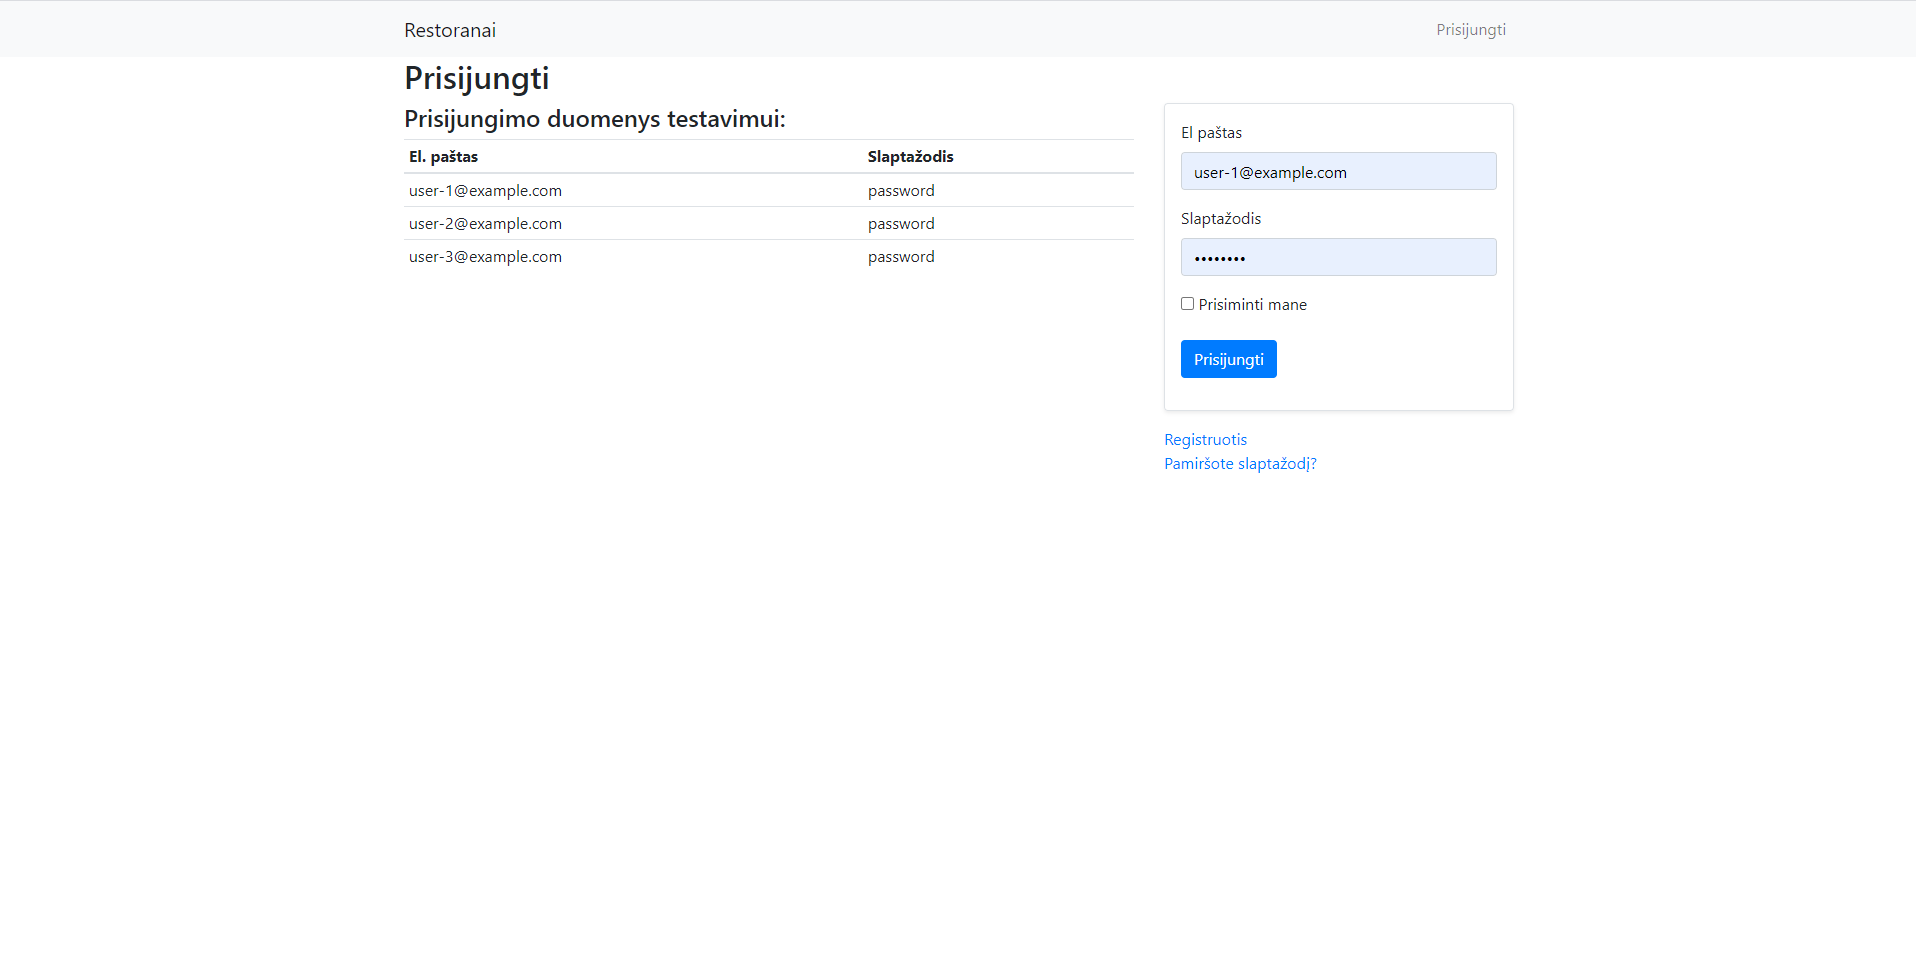 Restoranai
Prisijungti
Prisijungti
Prisijungimo duomenys testavimui:
El. paštas Slaptažodis
user-1@example.com password
user-2@example.com password
user-3@example.com password
El paštas
user-1@example.com
Slaptažodis
••••••••
Prisiminti mane
Prisijungti
Registruotis
Pamiršote slaptažodį?